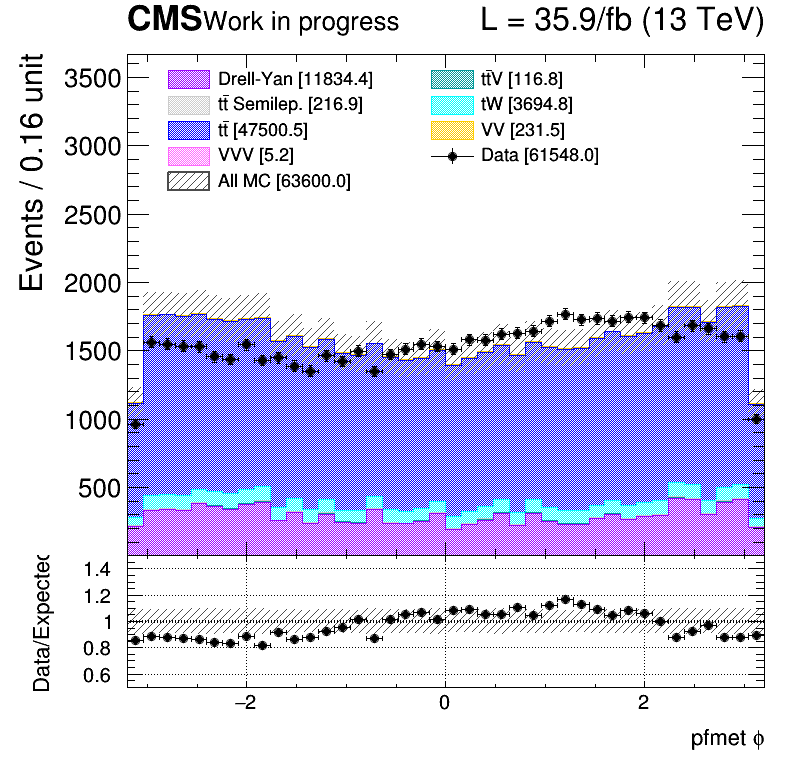 CMS Work in progress L = 35.9/fb (13 TeV)
Events / 0.16 unit
3500
3000
2500
2000
1500
1000
500
Drell-Yan [11834.4]
tt̄ Semilep. [216.9]
tt̄ [47500.5]
VVV [5.2]
All MC [63600.0]
tt̄V [116.8]
tW [3694.8]
VV [231.5]
Data [61548.0]
Data/Expected
1.4
1.2
1
0.8
0.6
−2 0 2
pfmet ϕ